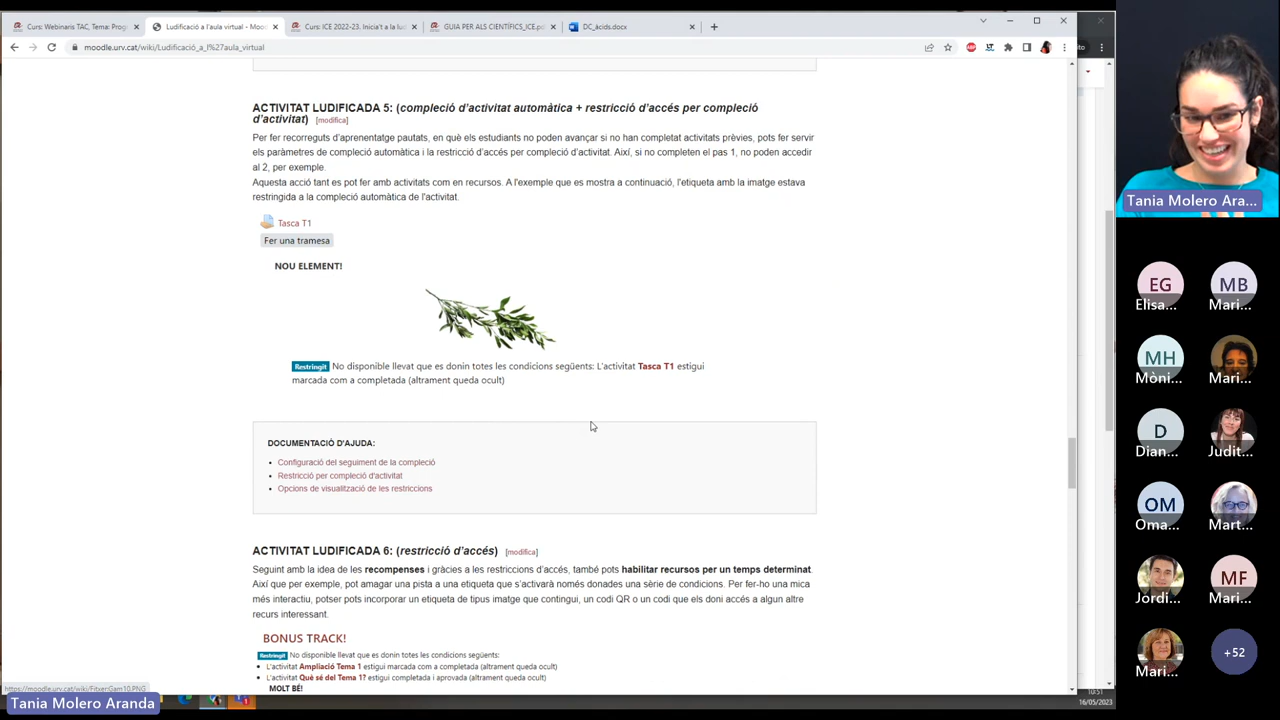 Curs: Webinaris TAC, Tema: Prog
Ludificació a l'aula virtual - Moo
Curs: ICE 2022-23. Inicia't a la lud
GUIA PER ALS CIENTÍFICS_ICE.pd
DC_àcids.docx
moodle.urv.cat/wiki/Ludificació_a_l%27aula_virtual
ACTIVITAT LUDIFICADA 5: (compleció d'activitat automàtica + restricció d'accés per compleció
d'activitat) [modifica]
Per fer recorreguts d'aprenentatge pautats, en què els estudiants no poden avançar si no han completat activitats prèvies, pots fer servir
els paràmetres de compleció automàtica i la restricció d'accés per compleció d'activitat. Així, si no completen el pas 1, no poden accedir
al 2, per exemple.
Aquesta acció tant es pot fer amb activitats com en recursos. A l'exemple que es mostra a continuació, l'etiqueta amb la imatge estava
restringida a la compleció automàtica de l'activitat.
Tasca T1
Fer una tramesa
NOU ELEMENT!
Restringit No disponible llevat que es donin totes les condicions següents: L'activitat Tasca T1 estigui
marcada com a completada (altrament queda ocult)
DOCUMENTACIÓ D'AJUDA:
• Configuració del seguiment de la compleció
• Restricció per compleció d'activitat
• Opcions de visualització de les restriccions
ACTIVITAT LUDIFICADA 6: (restricció d'accés) [modifica]
Seguint amb la idea de les recompenses i gràcies a les restriccions d'accés, també pots habilitar recursos per un temps determinat.
Així que per exemple, pot amagar una pista a una etiqueta que s'activarà només donades una sèrie de condicions. Per fer-ho una mica
més interactiu, potser pots incorporar un etiqueta de tipus imatge que contingui, un codi QR o un codi que els doni accés a algun altre
recurs interessant.
BONUS TRACK!
Restringit No disponible llevat que es donin totes les condicions següents:
• L'activitat Ampliació Tema 1 estigui marcada com a completada (altrament queda ocult)
• L'activitat Què sé del Tema 1? estigui completada i aprovada (altrament queda ocult)
MOLT BÉ!
https://moodle.urv.cat/wiki/FitxerGam10.PNG
Tania Molero Aranda
10:51
16/05/2023
Tania Molero Ara...
EG
Elisa...
MB
Mari...
MH
Mòni...
Mari...
D
Dian...
Judit...
OM
Oma...
Mart...
Jordi...
MF
Mari...
Mari...
+52